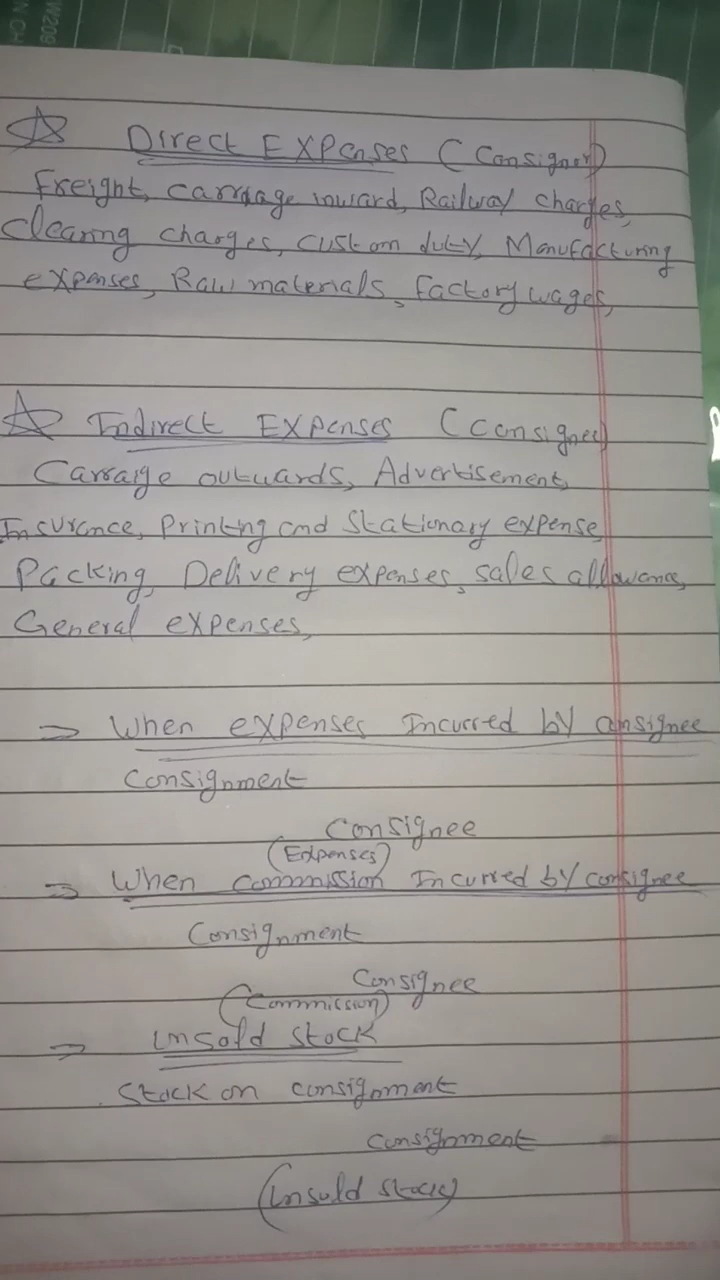 ☆ Direct Expenses (Consignor)
Freight, carriage inward, Railway charges,
clearing charges, custom duty, Manufacturing
expenses, Raw materials, factory wages,
☆ Indirect Expenses (Consignee)
Carraige outwards, Advertisement,
Insurance, Printing and Stationary expense,
Packing, Delivery expenses, sales allowance,
General expenses,
⇒ When expenses Incurred by consignee
Consignment
Consignee
(Expenses)
⇒ When commission Incurred by consignee
Consignment
Consignee
(Commission)
⇒ unsold stock
Stock on consignment
consignment
(unsold stock)